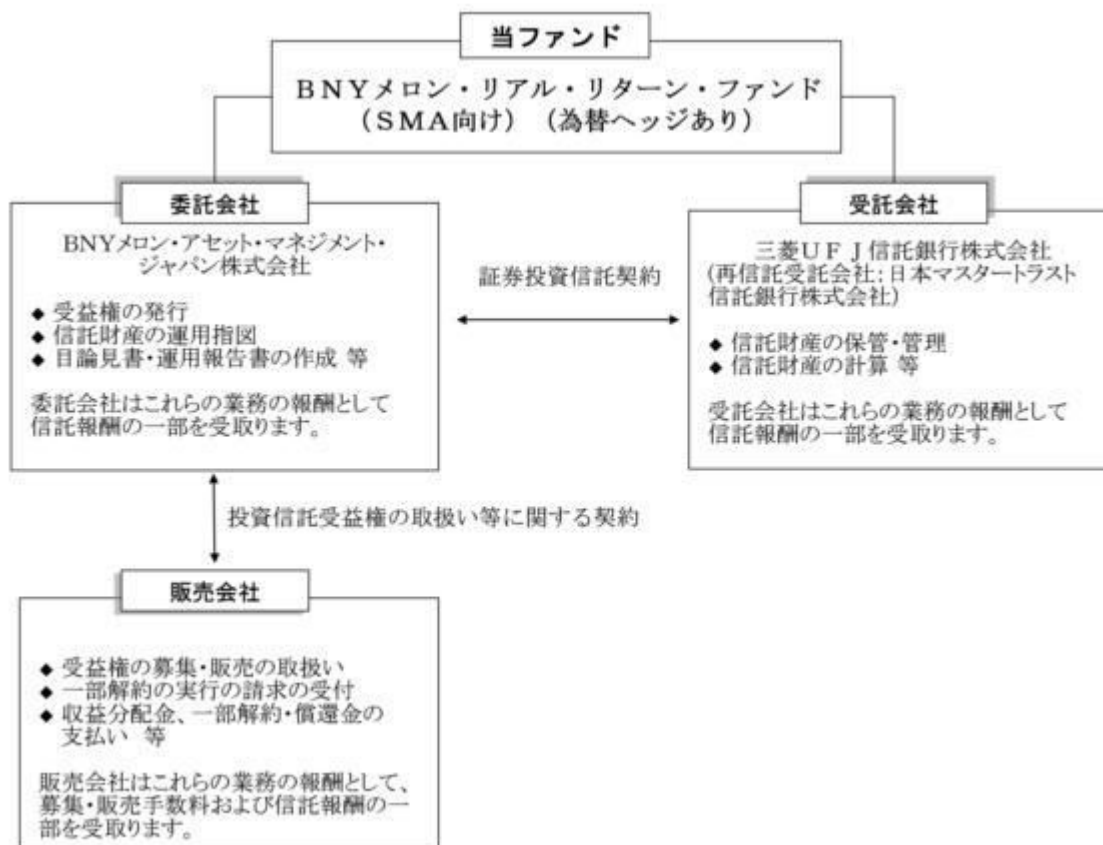 当ファンド
BNYメロン・リアル・リターン・ファンド
(SMA向け) (為替ヘッジあり)
委託会社
BNYメロン・アセット・マネジメント・
ジャパン株式会社
◆ 受益権の発行
◆ 信託財産の運用指図
◆ 目論見書・運用報告書の作成 等
委託会社はこれらの業務の報酬として
信託報酬の一部を受取ります。
証券投資信託契約
受託会社
三菱UFJ信託銀行株式会社
(再信託受託会社:日本マスタートラスト
信託銀行株式会社)
◆ 信託財産の保管・管理
◆ 信託財産の計算 等
受託会社はこれらの業務の報酬として
信託報酬の一部を受取ります。
投資信託受益権の取扱い等に関する契約
販売会社
◆ 受益権の募集・販売の取扱い
◆ 一部解約の実行の請求の受付
◆ 収益分配金、一部解約・償還金の
支払い 等
販売会社はこれらの業務の報酬として、
募集・販売手数料および信託報酬の一
部を受取ります。